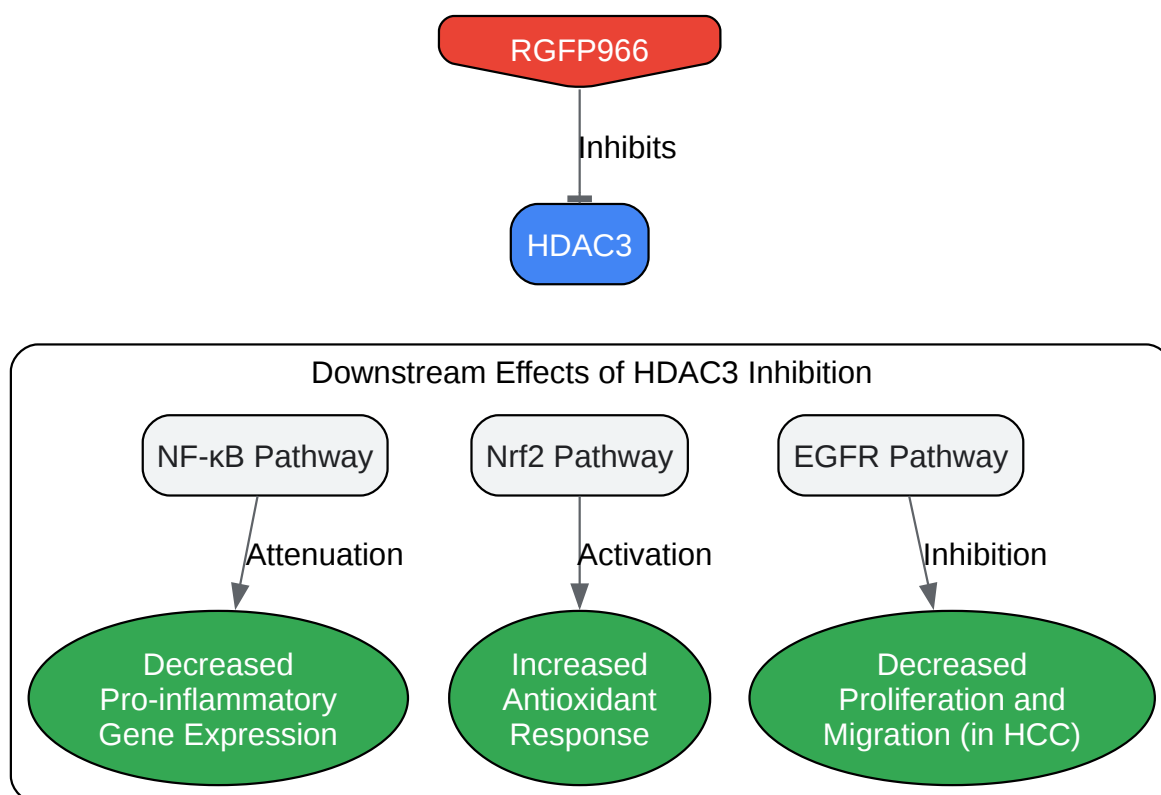 RGFP966
Inhibits
HDAC3
Downstream Effects of HDAC3 Inhibition
NF-κB Pathway
Nrf2 Pathway
EGFR Pathway
Attenuation
Activation
Inhibition
Decreased
Pro-inflammatory
Gene Expression
Increased
Antioxidant
Response
Decreased
Proliferation and
Migration (in HCC)